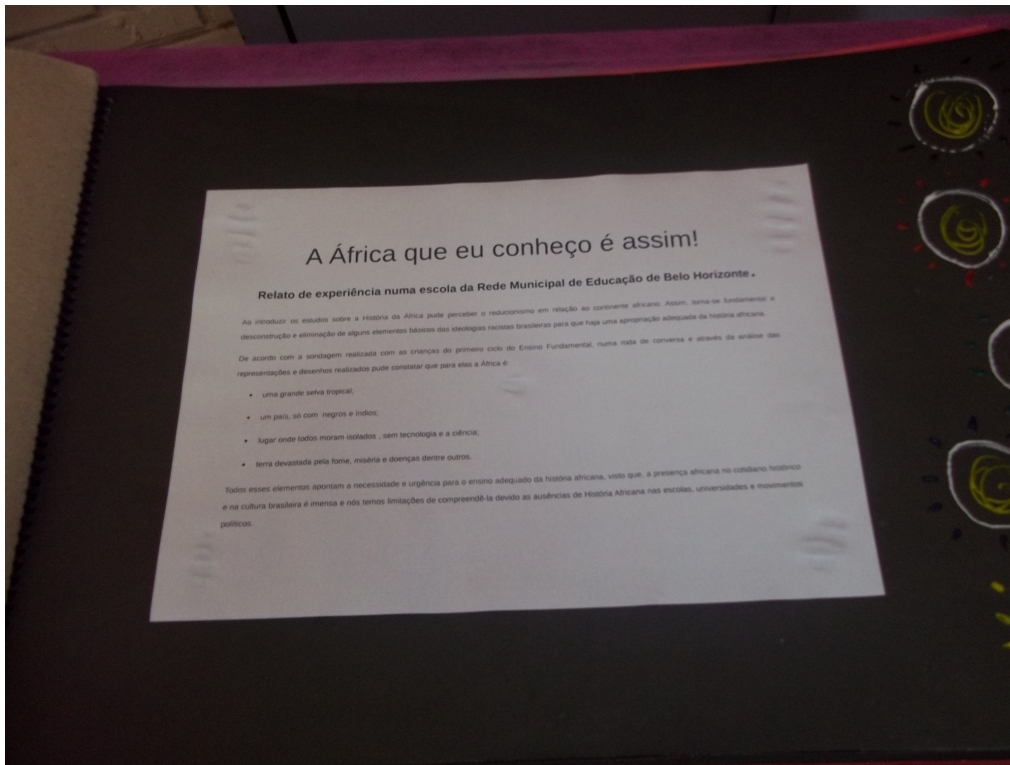 A África que eu conheço é assim!
Relato de experiência numa escola da Rede Municipal de Educação de Belo Horizonte.
Ao introduzir os estudos sobre a História da África pude perceber o reducionismo em relação ao continente africano. Assim, torna-se fundamental a
desconstrução e eliminação de alguns elementos básicos das ideologias racistas brasileiras para que haja uma apropriação adequada da história africana.
De acordo com a sondagem realizada com as crianças do primeiro ciclo do Ensino Fundamental, numa roda de conversa e através da análise das
representações e desenhos realizados pude constatar que para elas a África é:
• uma grande selva tropical;
• um país, só com negros e índios;
• lugar onde todos moram isolados , sem tecnologia e a ciência;
• terra devastada pela fome, miséria e doenças dentre outros.
Todos esses elementos apontam a necessidade e urgência para o ensino adequado da história africana, visto que, a presença africana no cotidiano histórico
e na cultura brasileira é imensa e nós temos limitações de compreendê-la devido as ausências de História Africana nas escolas, universidades e movimentos
políticos.